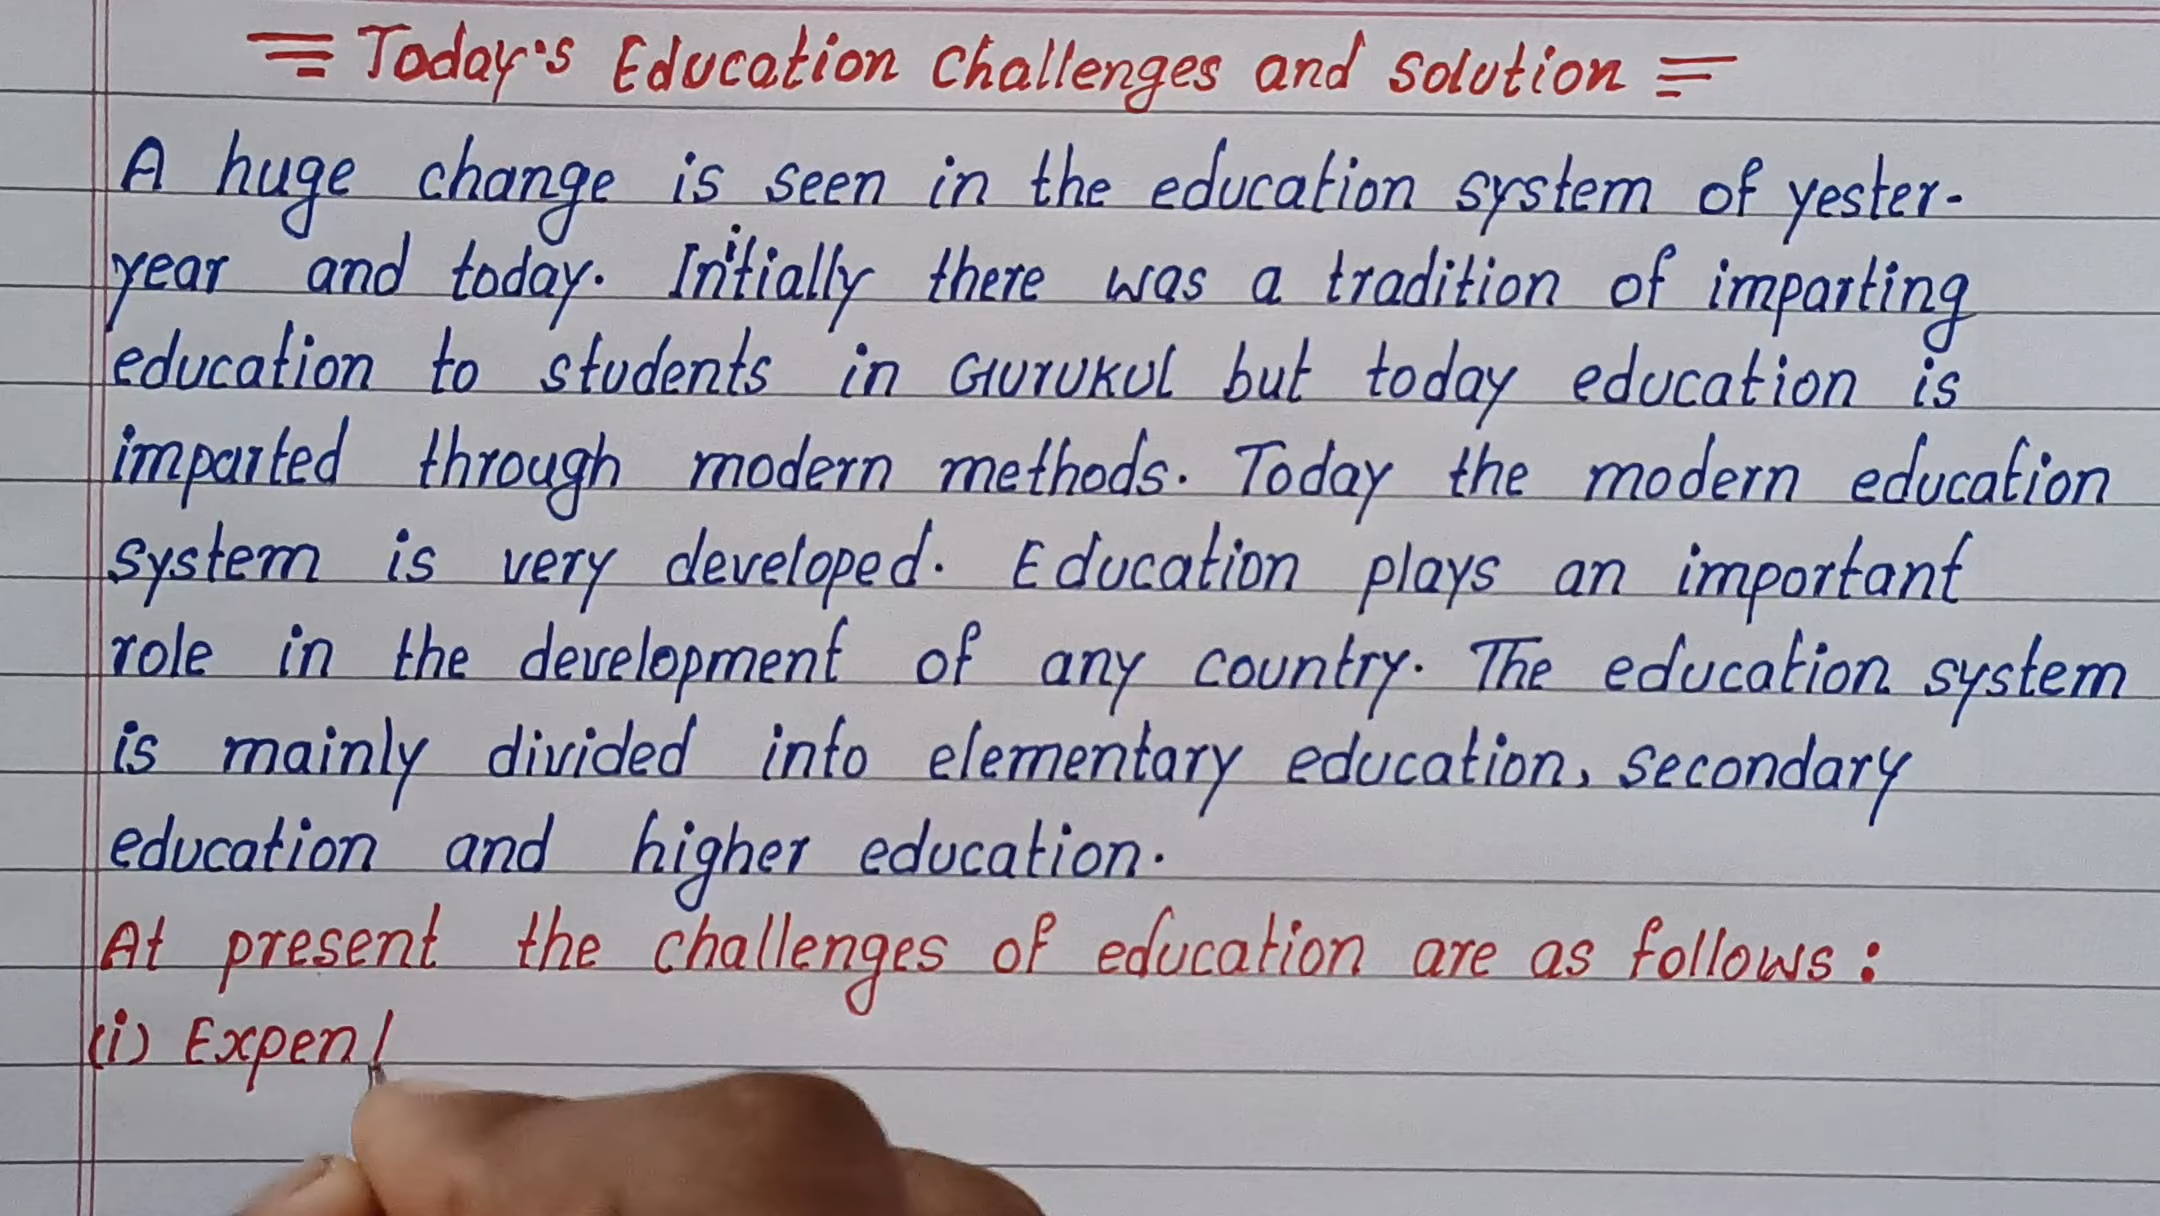 Today's Education Challenges and Solution
A huge change is seen in the education system of yester-
year and today. Initially there was a tradition of imparting
education to students in Gurukul but today education is
imparted through modern methods. Today the modern education
system is very developed. Education plays an important
role in the development of any country. The education system
is mainly divided into elementary education, secondary
education and higher education.
At present the challenges of education are as follows:
(i) Expen